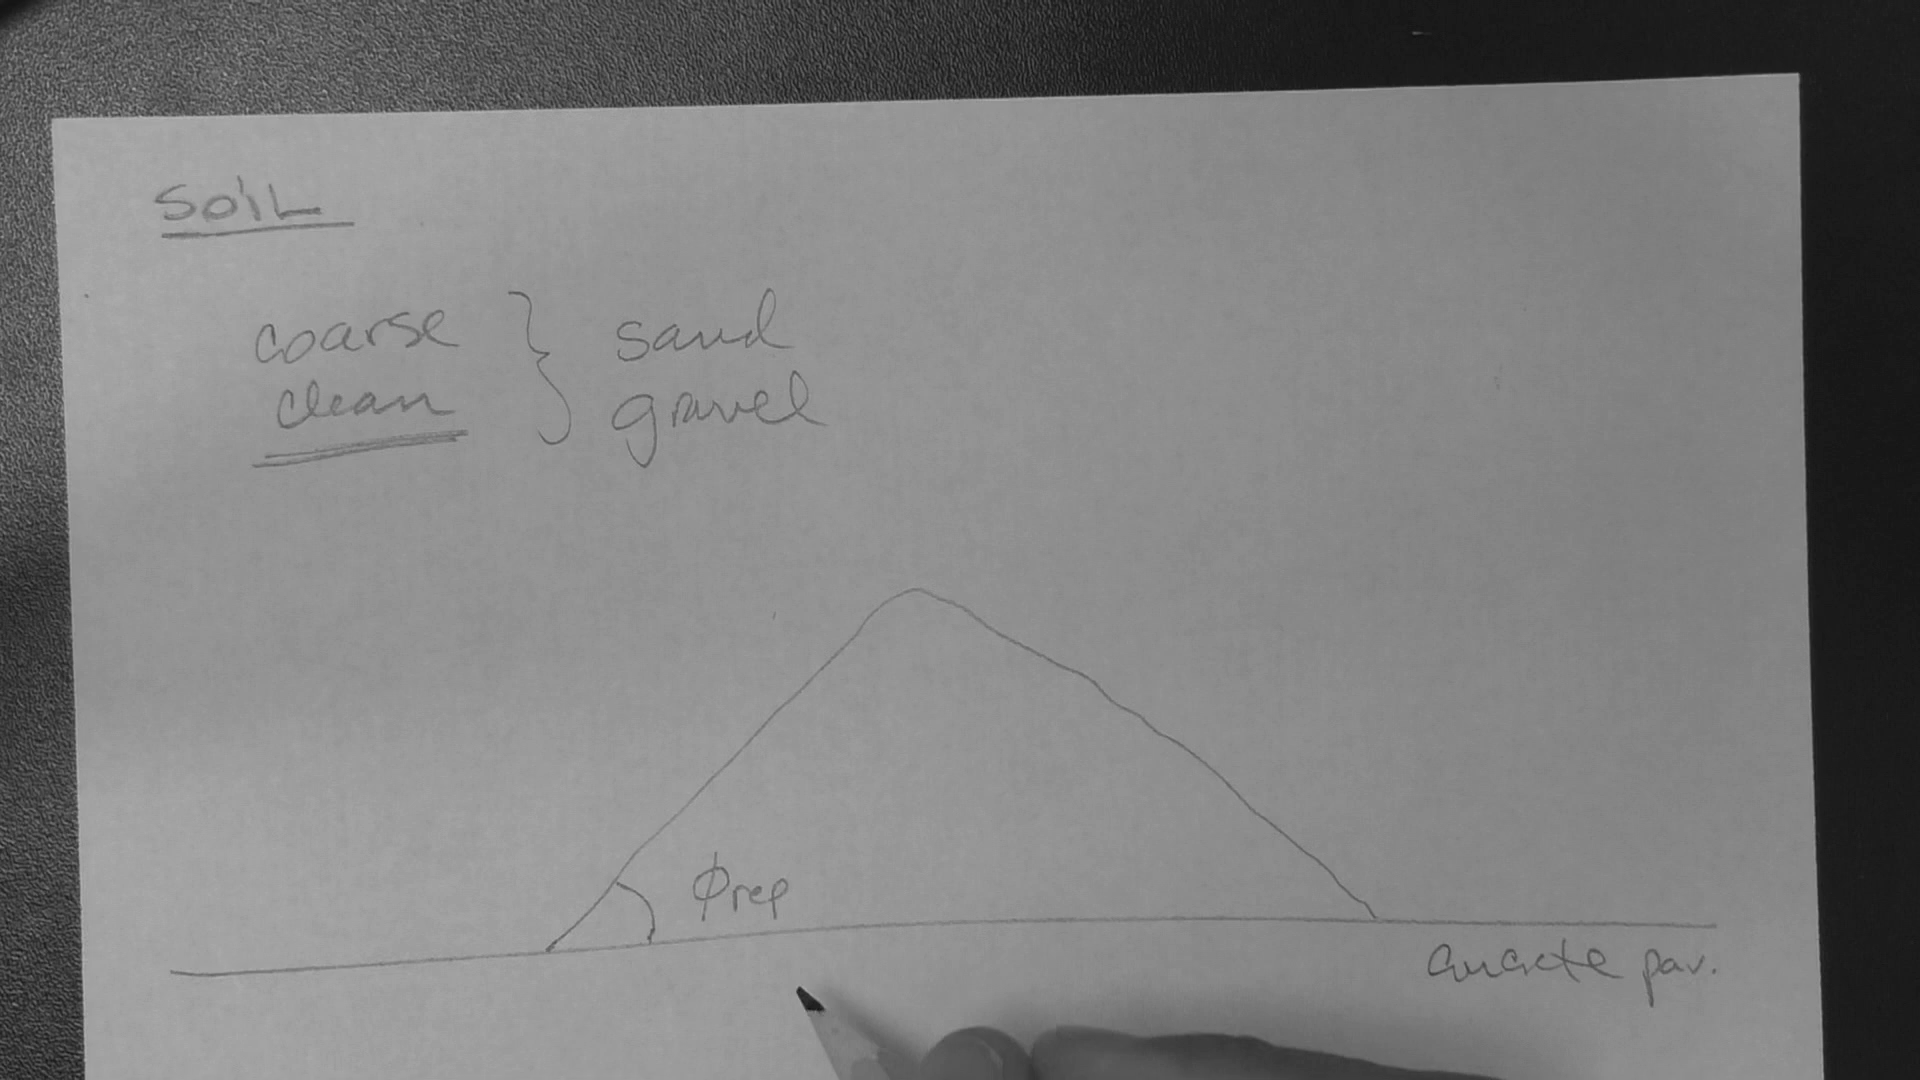 SOIL
coarse } sand
clean } gravel
ϕrep
concrete pav.